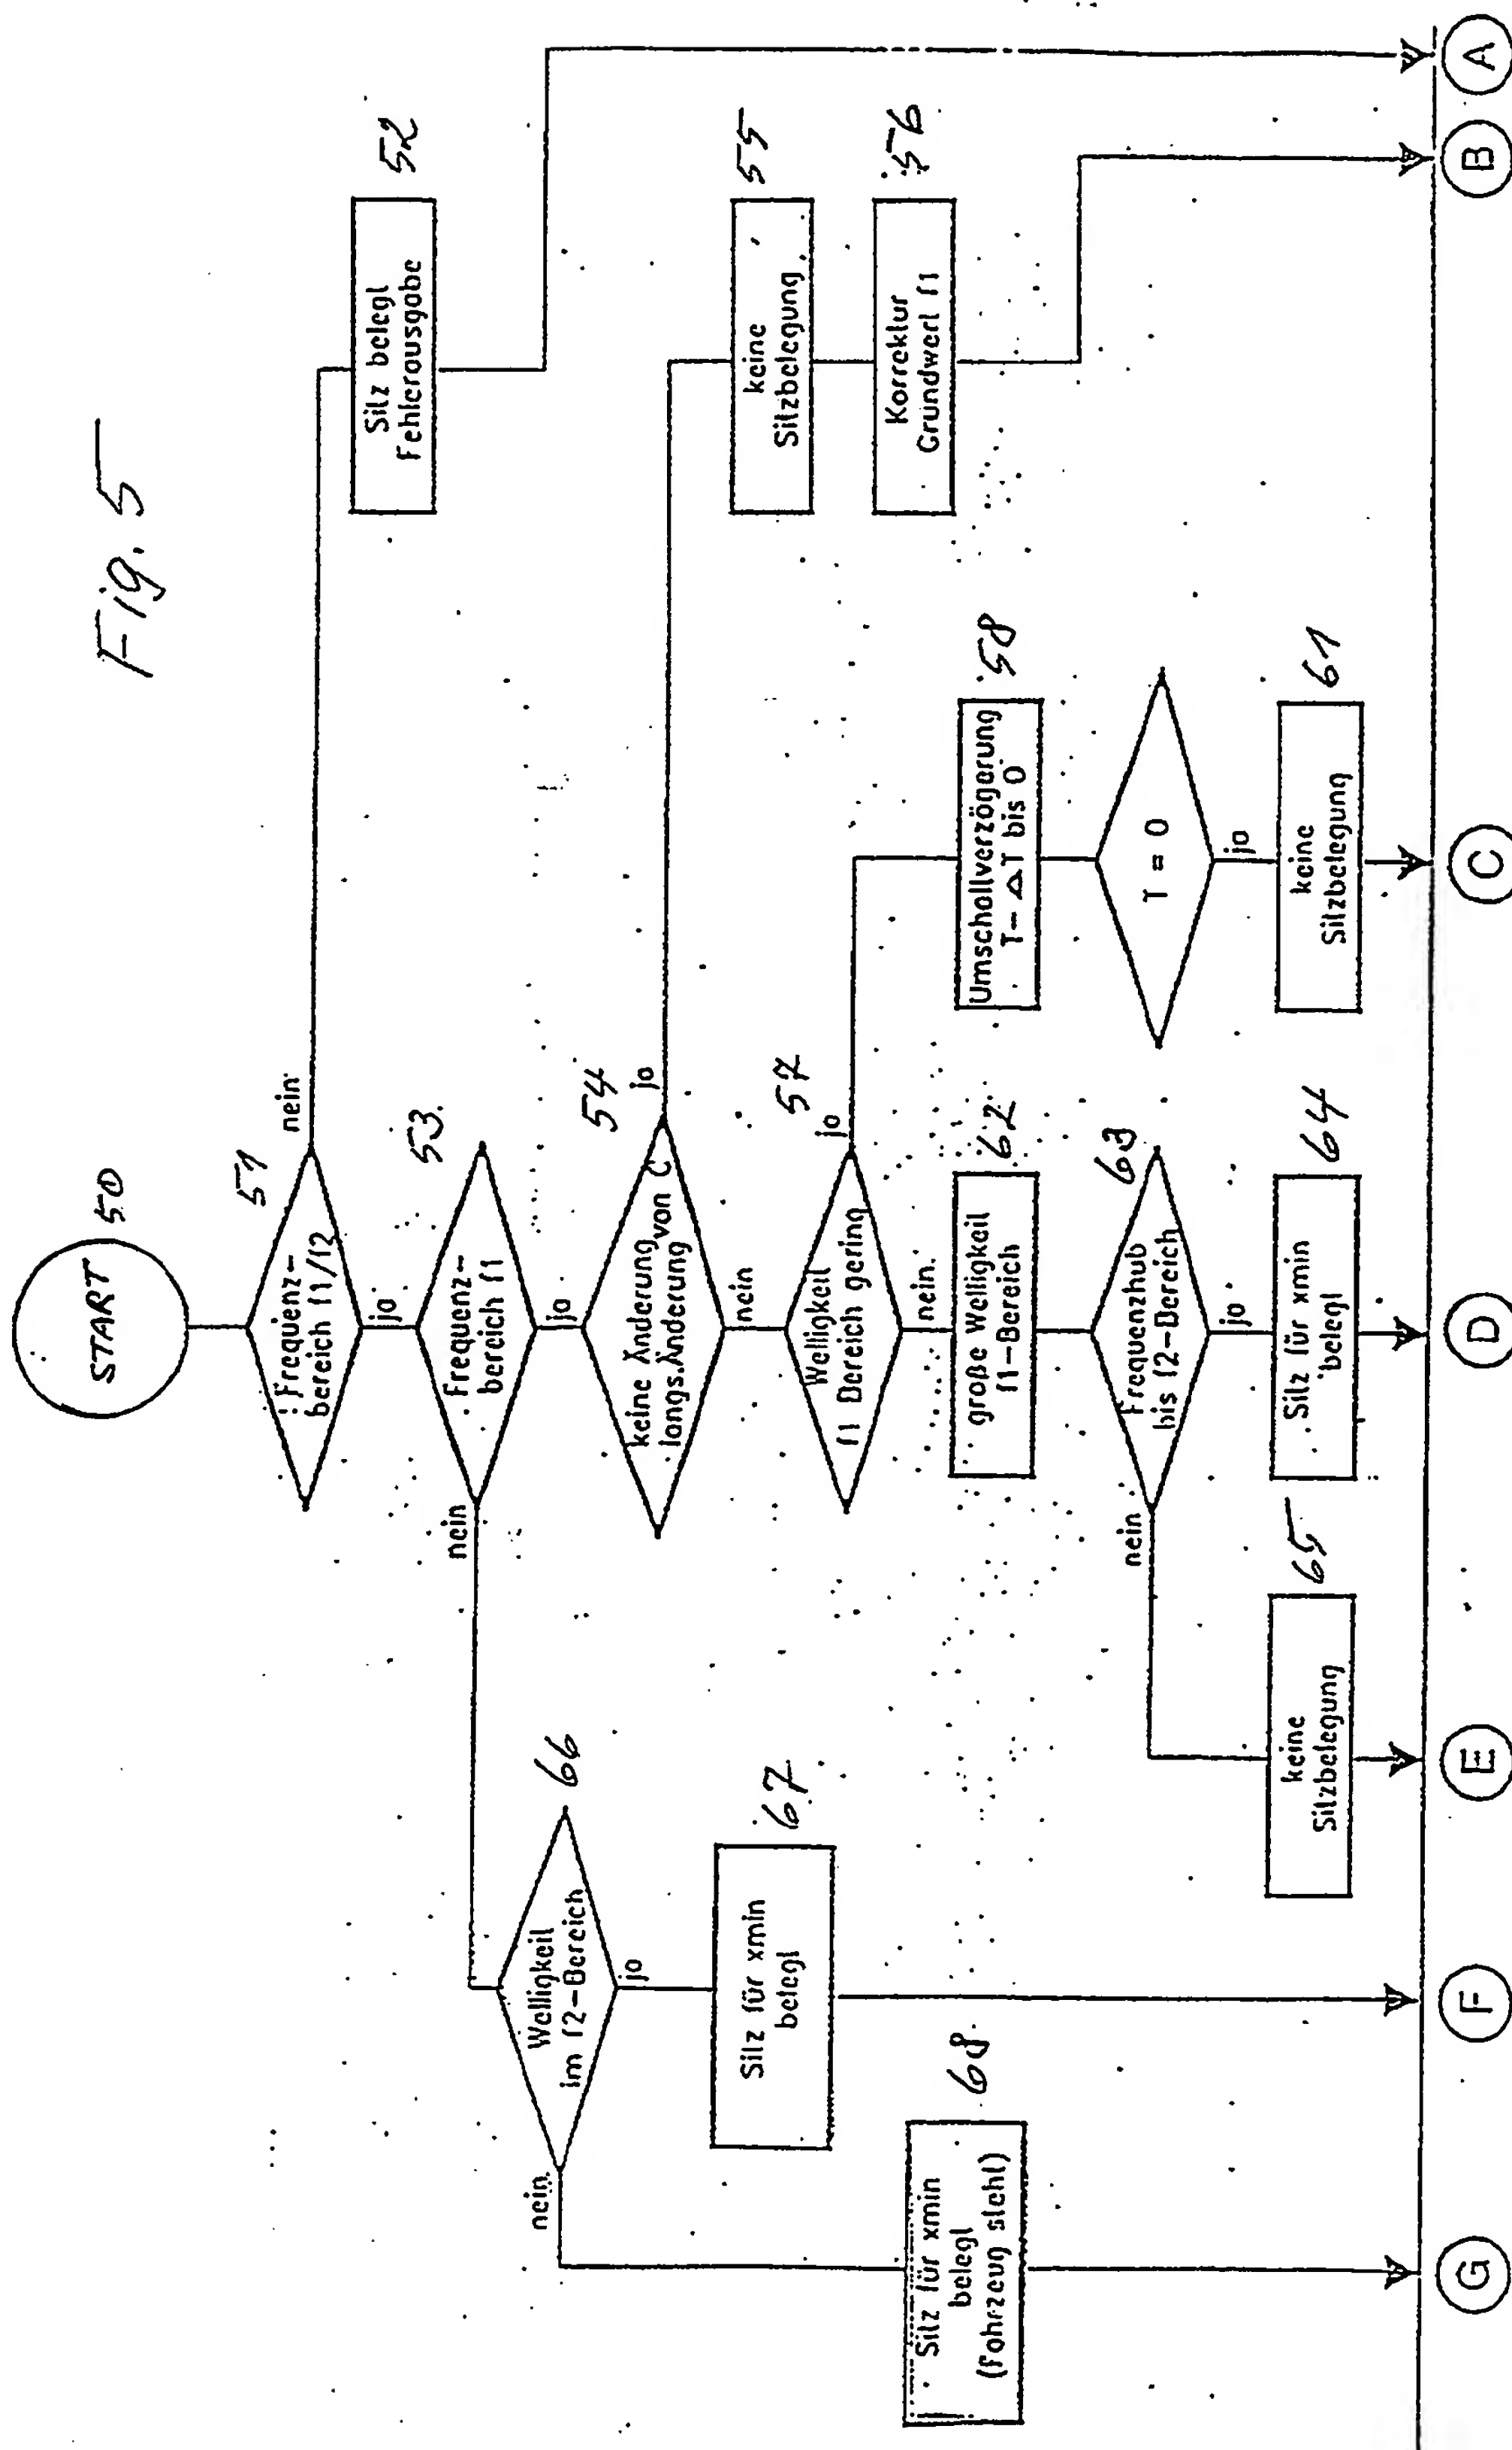 Fig. 5
START
50
Frequenz-
bereich f1/f2
51
nein
ja
Sitz belegt
Fehlerausgabe
52
Frequenz-
bereich f1
53
nein
ja
keine Änderung
langs.Änderung von C
54
ja
nein
keine
Sitzbelegung
55
Korrektur
Grundwert f1
56
Welligkeit
f1 Bereich gering
57
ja
nein
Umschaltverzögerung
T-ΔT bis 0
58
T = 0
ja
keine
Sitzbelegung
61
große Welligkeit
f1-Bereich
62
Frequenzhub
bis f2-Bereich
63
nein
ja
Sitz für xmin
belegt
64
keine
Sitzbelegung
65
Welligkeit
im f2-Bereich
66
nein
ja
Sitz für xmin
belegt
67
Sitz für xmin
belegt
(Fahrzeug steht)
68
G
F
E
D
C
B
A